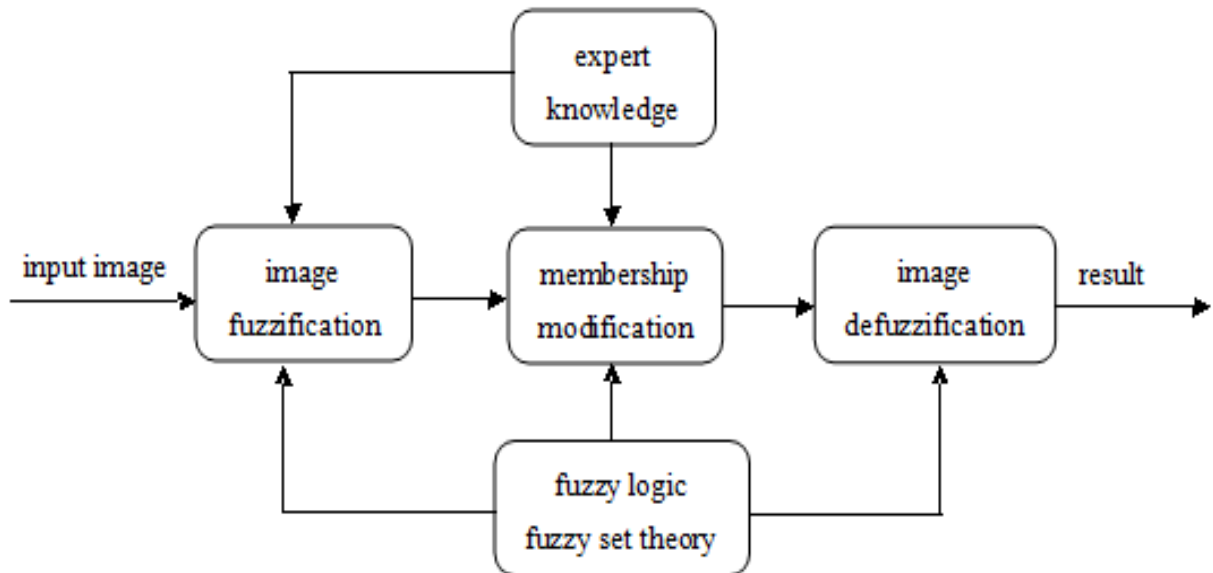 expert
knowledge
input image
image
fuzzification
membership
modification
image
defuzzification
result
fuzzy logic
fuzzy set theory